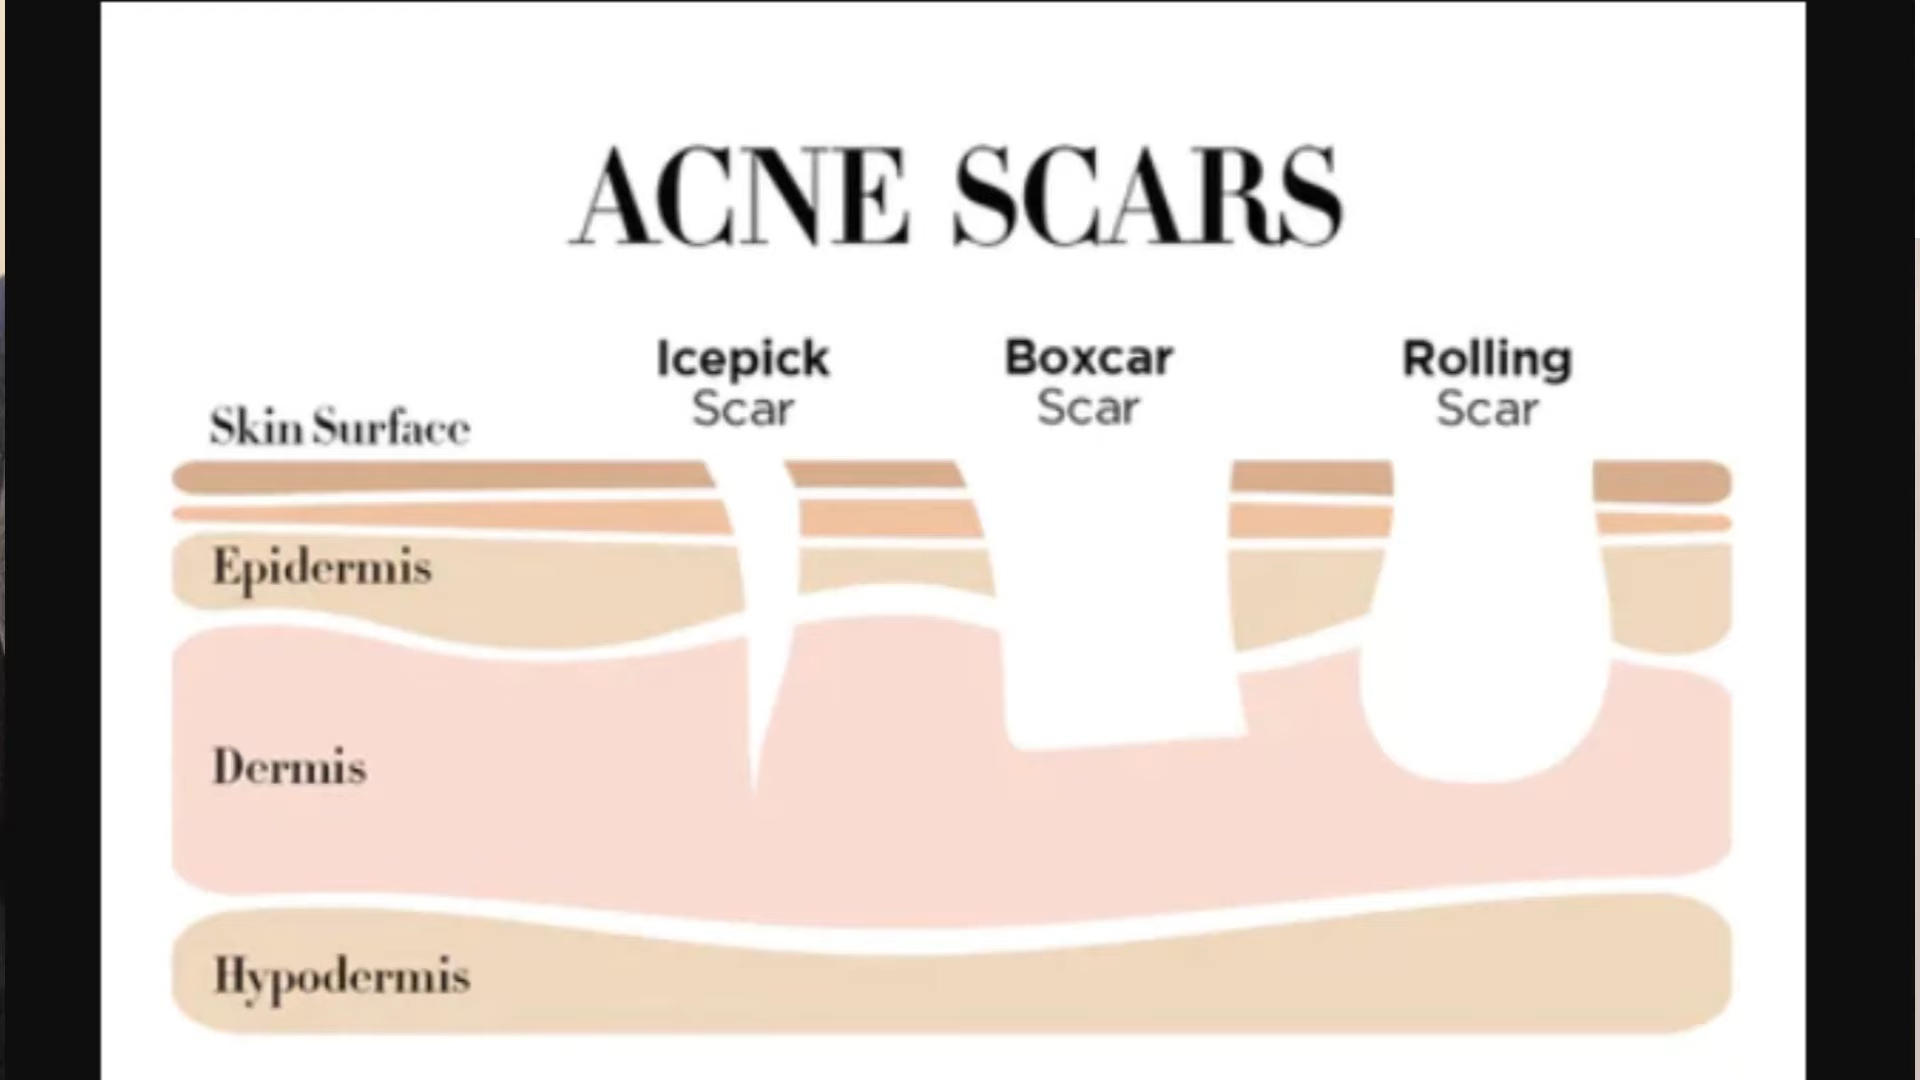 ACNE SCARS
Icepick
Scar
Boxcar
Scar
Rolling
Scar
Skin Surface
Epidermis
Dermis
Hypodermis